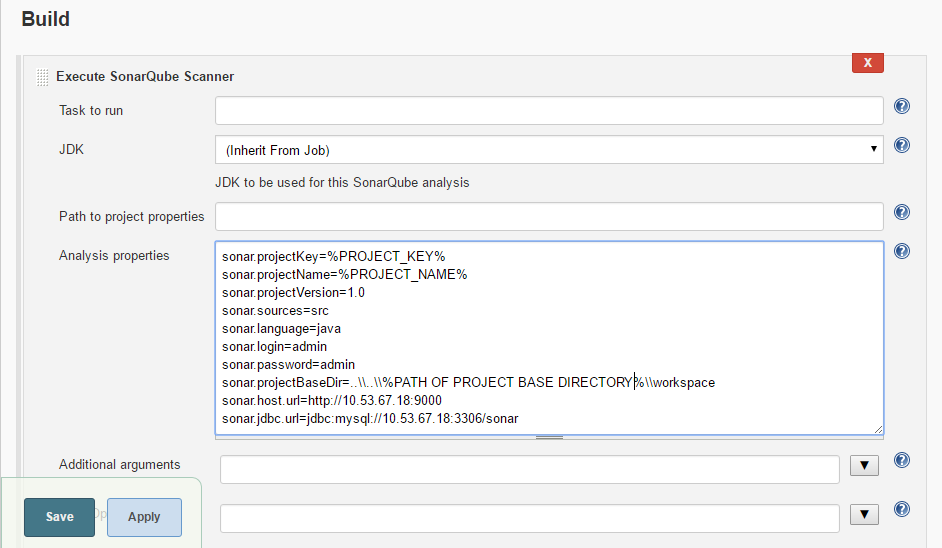 Build
Execute SonarQube Scanner
X
Task to run
JDK
(Inherit From Job)
JDK to be used for this SonarQube analysis
Path to project properties
Analysis properties
sonar.projectKey=%PROJECT_KEY%
sonar.projectName=%PROJECT_NAME%
sonar.projectVersion=1.0
sonar.sources=src
sonar.language=java
sonar.login=admin
sonar.password=admin
sonar.projectBaseDir=..\\..\\%PATH OF PROJECT BASE DIRECTORY%\\workspace
sonar.host.url=http://10.53.67.18:9000
sonar.jdbc.url=jdbc:mysql://10.53.67.18:3306/sonar
Additional arguments
Save
Apply